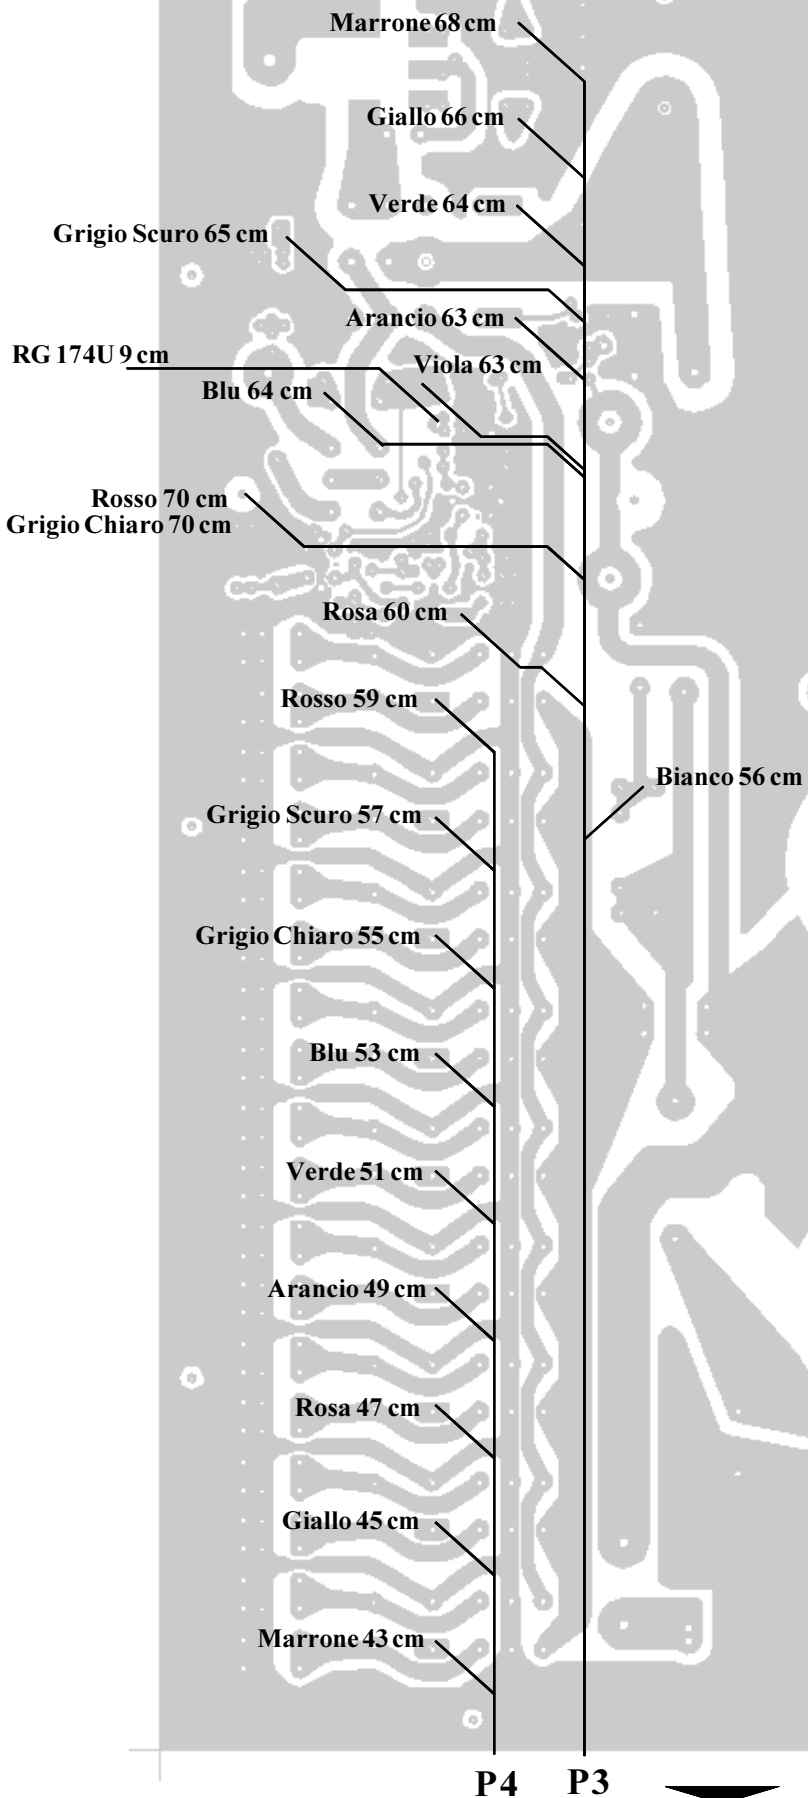 Marrone 68 cm
Giallo 66 cm
Verde 64 cm
Grigio Scuro 65 cm
Arancio 63 cm
RG 174U 9 cm
Viola 63 cm
Blu 64 cm
Rosso 70 cm
Grigio Chiaro 70 cm
Rosa 60 cm
Rosso 59 cm
Bianco 56 cm
Grigio Scuro 57 cm
Grigio Chiaro 55 cm
Blu 53 cm
Verde 51 cm
Arancio 49 cm
Rosa 47 cm
Giallo 45 cm
Marrone 43 cm
P4 P3